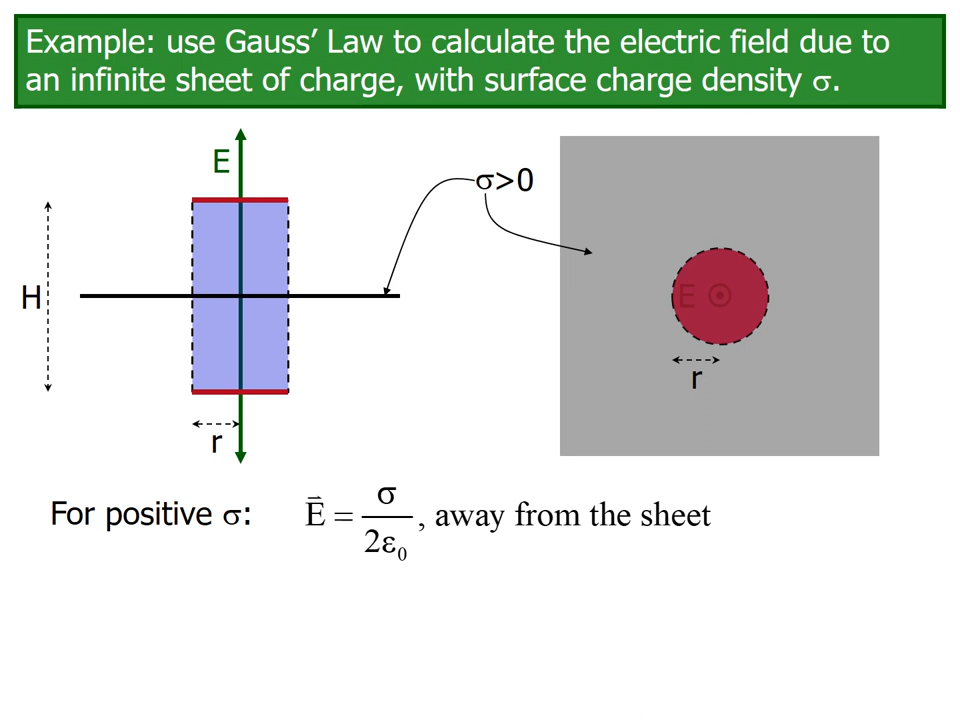 Example: use Gauss’ Law to calculate the electric field due to
an infinite sheet of charge, with surface charge density σ.
E
σ>0
H
E
r
r
For positive σ: E⃗ = σ/2ε₀, away from the sheet